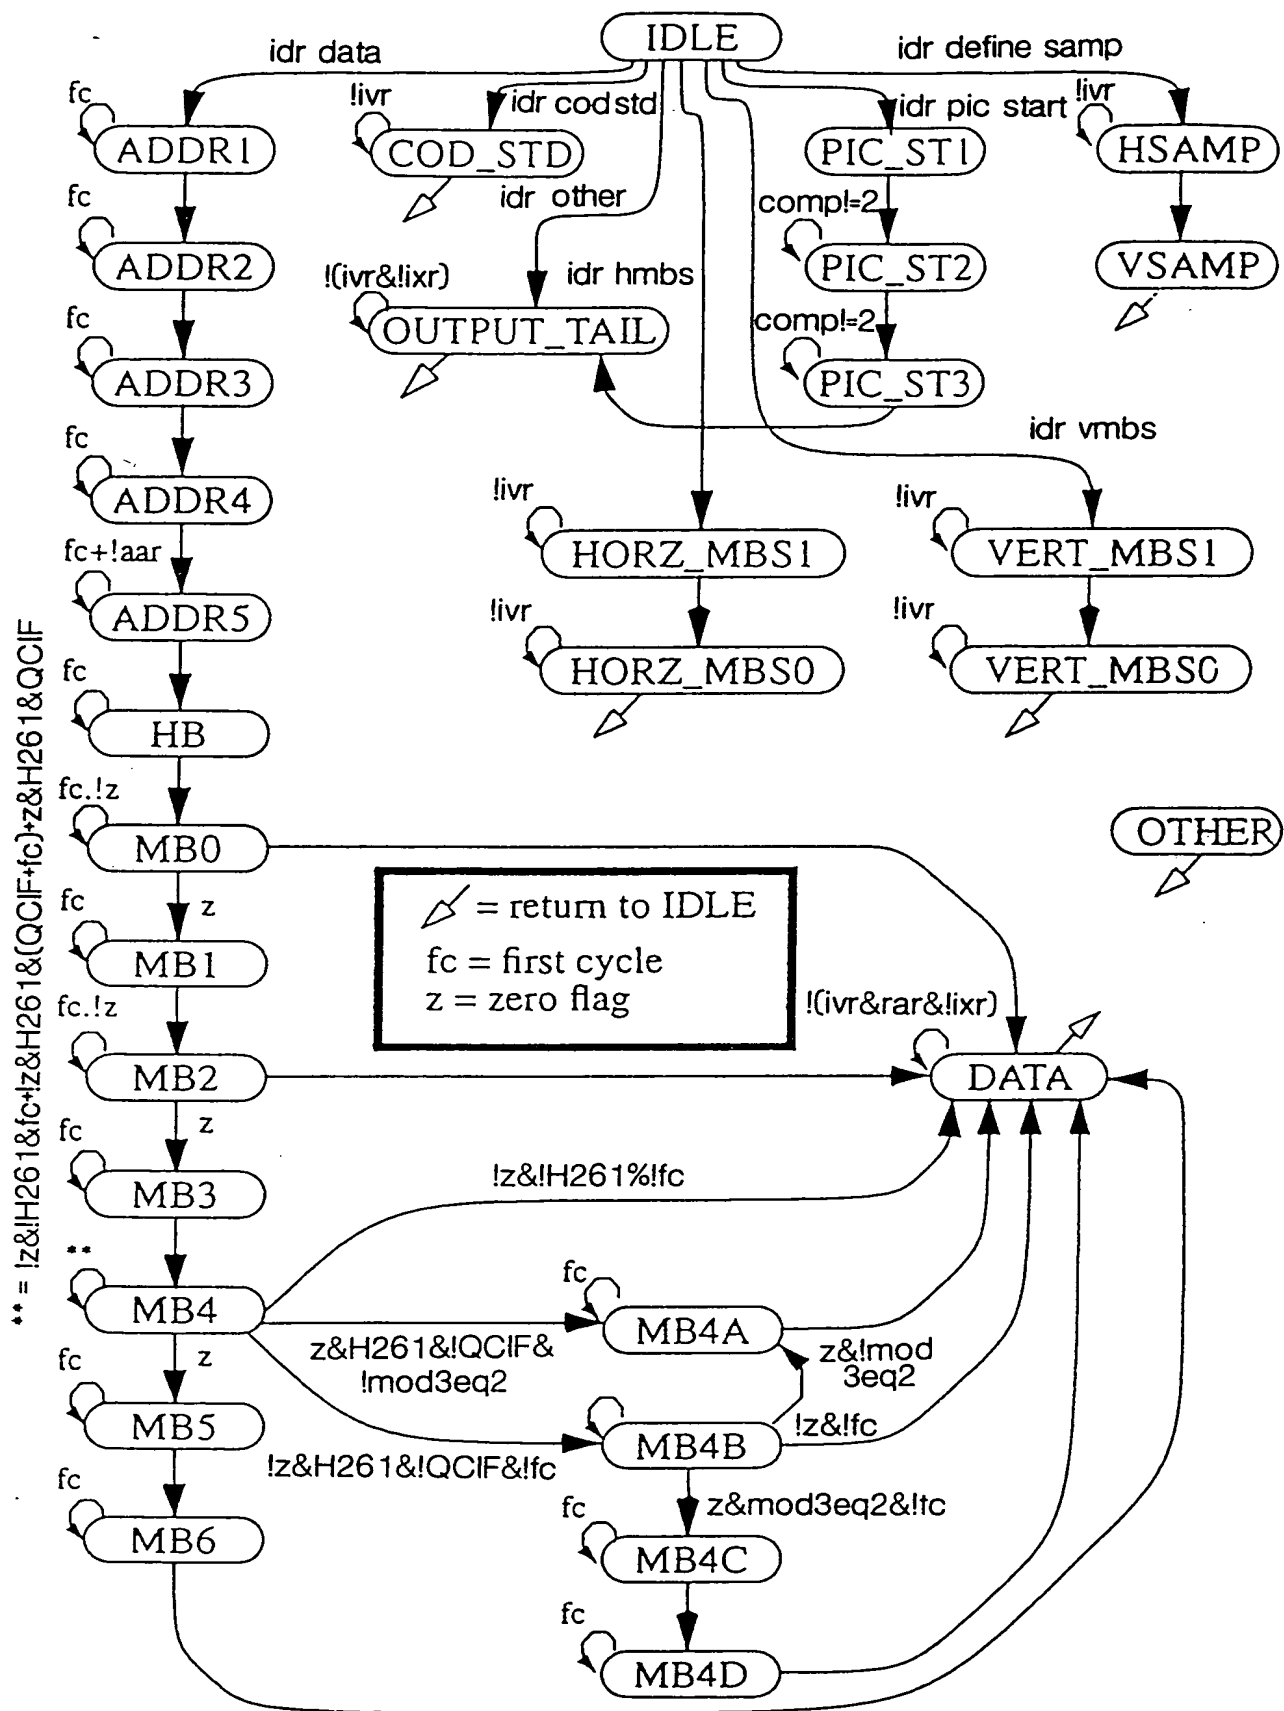 IDLE
idr data
idr define samp
fc
!ivr
idr codstd
idr pic start
!ivr
ADDR1
COD_STD
PIC_ST1
HSAMP
fc
idr other
comp!=2
ADDR2
PIC_ST2
VSAMP
!(ivr&!ixr)
idr hmbs
fc
OUTPUT_TAIL
comp!=2
ADDR3
PIC_ST3
fc
idr vmbs
ADDR4
!ivr
!ivr
fc+!aar
HORZ_MBS1
VERT_MBS1
ADDR5
!ivr
!ivr
fc
HORZ_MBS0
VERT_MBS0
HB
fc.!z
MB0
OTHER
fc
z
= return to IDLE
fc = first cycle
z = zero flag
MB1
fc.!z
!(ivr&rar&!ixr)
MB2
DATA
fc
z
MB3
!z&!H261%!fc
**
fc
MB4
MB4A
z
z&H261&!QCIF&
!mod3eq2
z&!mod
3eq2
fc
MB5
MB4B
!z&!fc
!z&H261&!QCIF&!fc
fc
z&mod3eq2&!fc
fc
MB6
MB4C
fc
MB4D
** = !z&!H261&fc+!z&H261&(QCIF+fc)+z&H261&QCIF